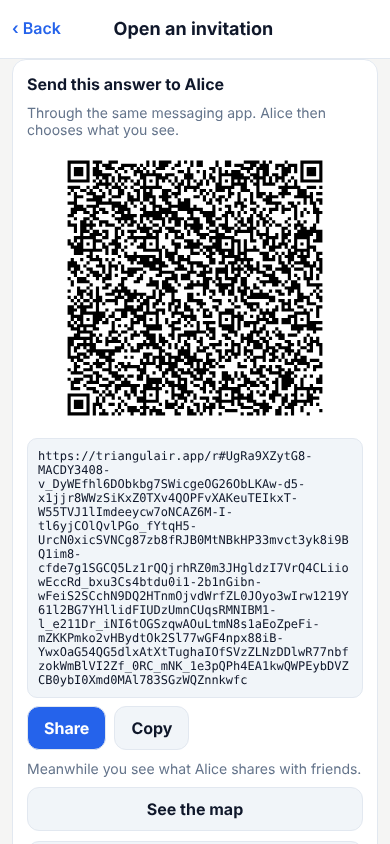 ‹ Back
Open an invitation
Send this answer to Alice
Through the same messaging app. Alice then
chooses what you see.
https://triangulair.app/r#UgRa9XZytG8-
MACDY3408-
v_DyWEfhl6DObkbg7SWicgeOG26ObLKAw-d5-
x1jjr8WWzSiKxZ0TXv4QOPFvXAKeuTEIkxT-
W55TVJ1lImdeeycw7oNCAZ6M-I-
tl6yjCOlQvlPGo_fYtqH5-
UrcN0xicSVNCg87zb8fRJB0MtNBkHP33mvct3yk8i9B
Q1im8-
cfde7g1SGCQ5Lz1rQQjrhRZ0m3JHgldzI7VrQ4CLiio
wEccRd_bxu3Cs4btdu0i1-2b1nGibn-
wFeiS2SCchN9DQ2HTnmOjvdWrfZL0JOyo3wIrw1219Y
61l2BG7YHllidFIUDzUmnCUqsRMNIBM1-
l_e211Dr_iNI6tOGSzqwAOuLtmN8s1aEoZpeFi-
mZKKPmko2vHBydtOk2Sl77wGF4npx88iB-
YwxOaG54QG5dlxAtXtTughaIOfSVzZLNzDDlwR77nbf
zokWmBlVI2Zf_0RC_mNK_1e3pQPh4EA1kwQWPEybDVZ
CB0ybI0Xmd0MAl783SGzWQZnnkwfc
Share
Copy
Meanwhile you see what Alice shares with friends.
See the map